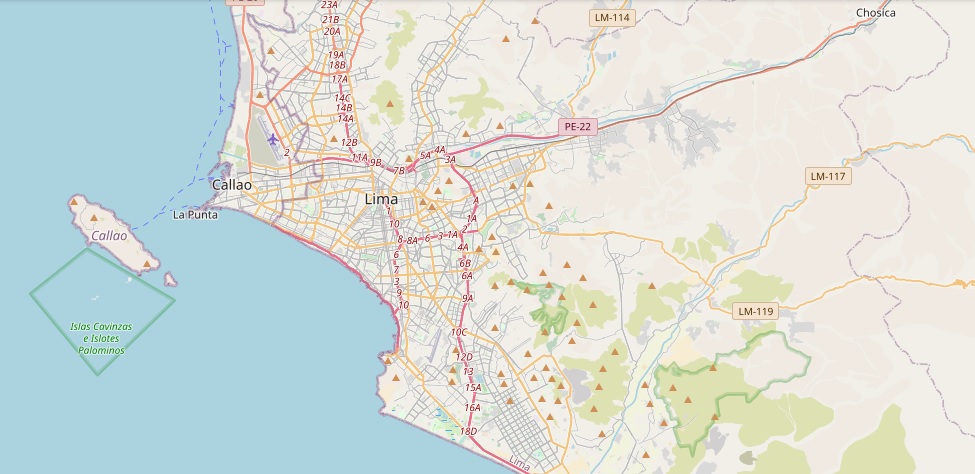 23A
21B
20A
19A
18B
17A
14C
14B
14A
12B
11A
9B
7B
5A
4A
3A
2
LM-114
Chosica
PE-22
LM-117
LM-119
Callao
La Punta
Lima
Callao
Islas Cavinzas
e Islotes
Palominos
1
10
8
8A
6
3
1A
2
1A
A
6
7
3
9
10
4A
6B
6A
9A
10C
12D
13
15A
16A
18D
Lima